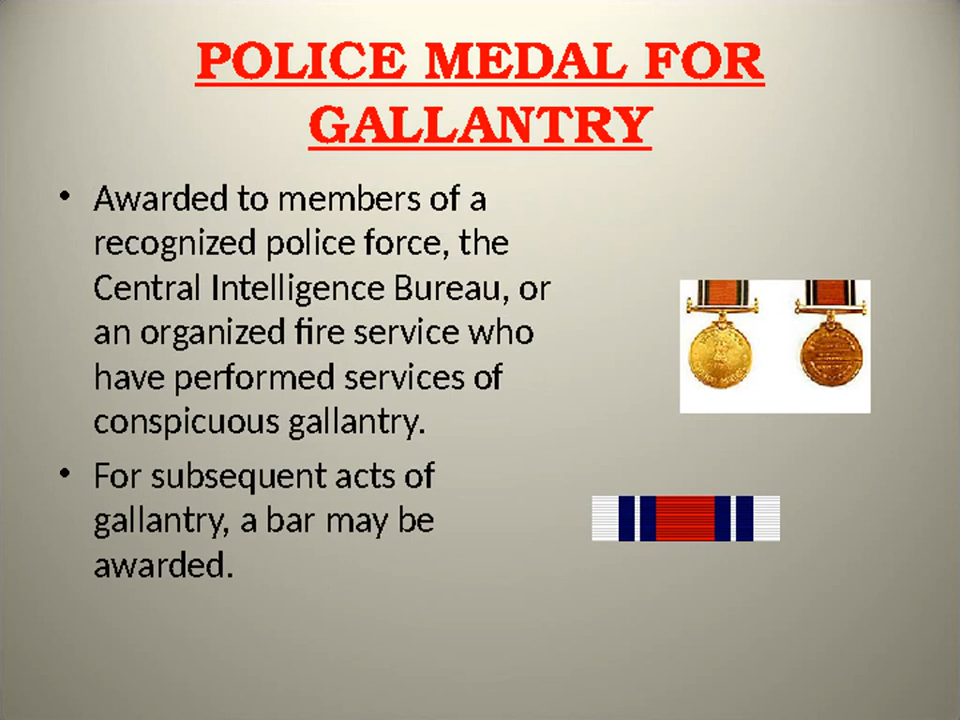 POLICE MEDAL FOR
GALLANTRY
• Awarded to members of a
recognized police force, the
Central Intelligence Bureau, or
an organized fire service who
have performed services of
conspicuous gallantry.
• For subsequent acts of
gallantry, a bar may be
awarded.